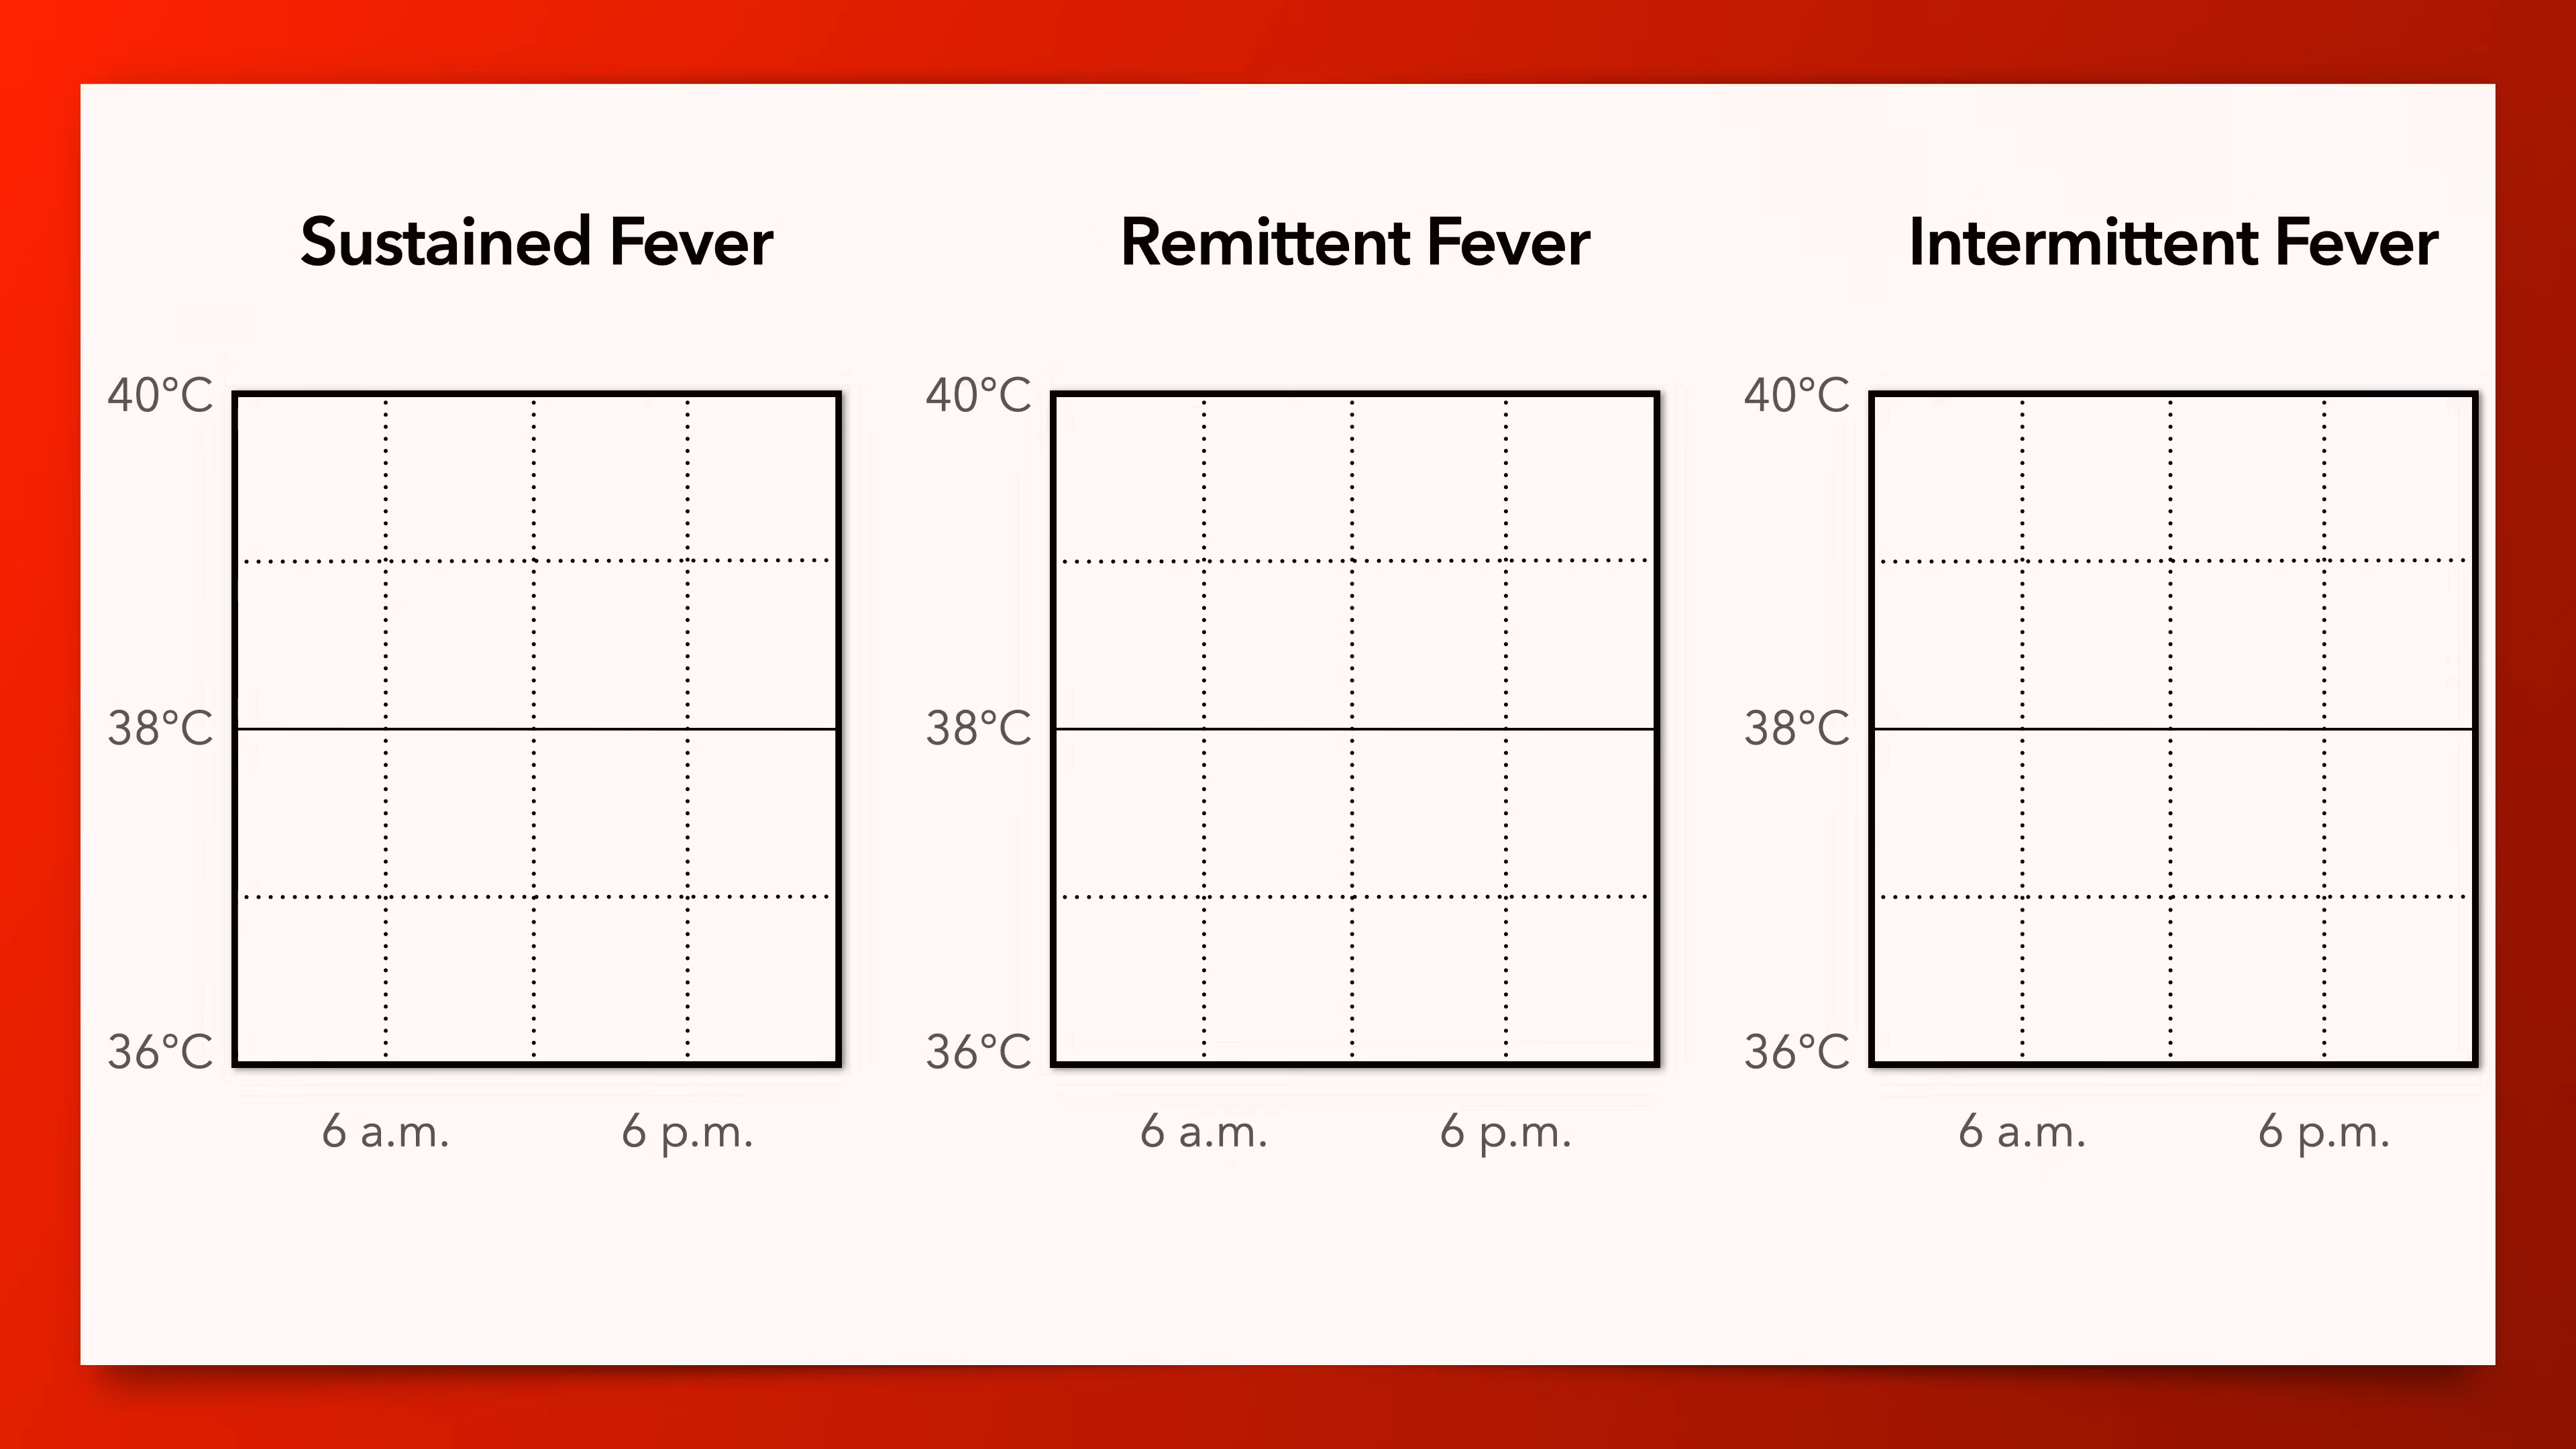 Sustained Fever
Remittent Fever
Intermittent Fever
40°C
38°C
36°C
6 a.m.
6 p.m.
40°C
38°C
36°C
6 a.m.
6 p.m.
40°C
38°C
36°C
6 a.m.
6 p.m.